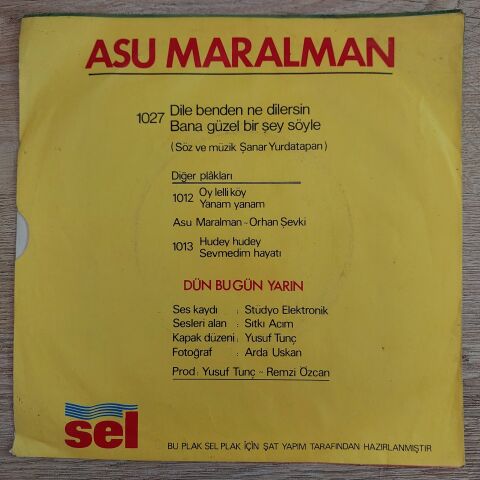 ASU MARALMAN
1027 Dile benden ne dilersin
Bana güzel bir şey söyle
(Söz ve müzik Şanar Yurdatapan)
Diğer plâkları
1012 Oy lelli köy
Yanam yanam
Asu Maralman - Orhan Şevki
1013 Hudey hudey
Sevmedim hayatı
DÜN BUGÜN YARIN
Ses kaydı : Stüdyo Elektronik
Sesleri alan : Sıtkı Acım
Kapak düzeni : Yusuf Tunç
Fotoğraf : Arda Uskan
Prod : Yusuf Tunç - Remzi Özcan
sel
BU PLAK SEL PLAK İÇİN ŞAT YAPIM TARAFINDAN HAZIRLANMIŞTIR